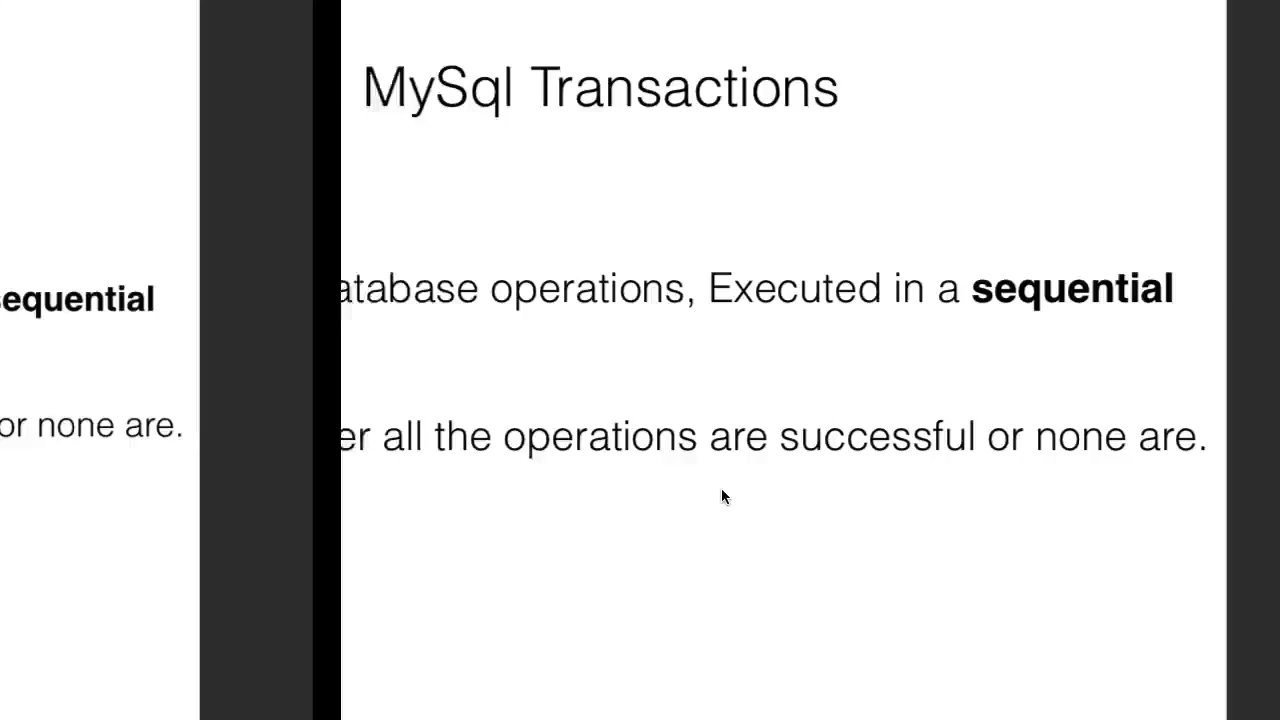 MySql Transactions
sequential
atabase operations, Executed in a sequential
or none are.
er all the operations are successful or none are.